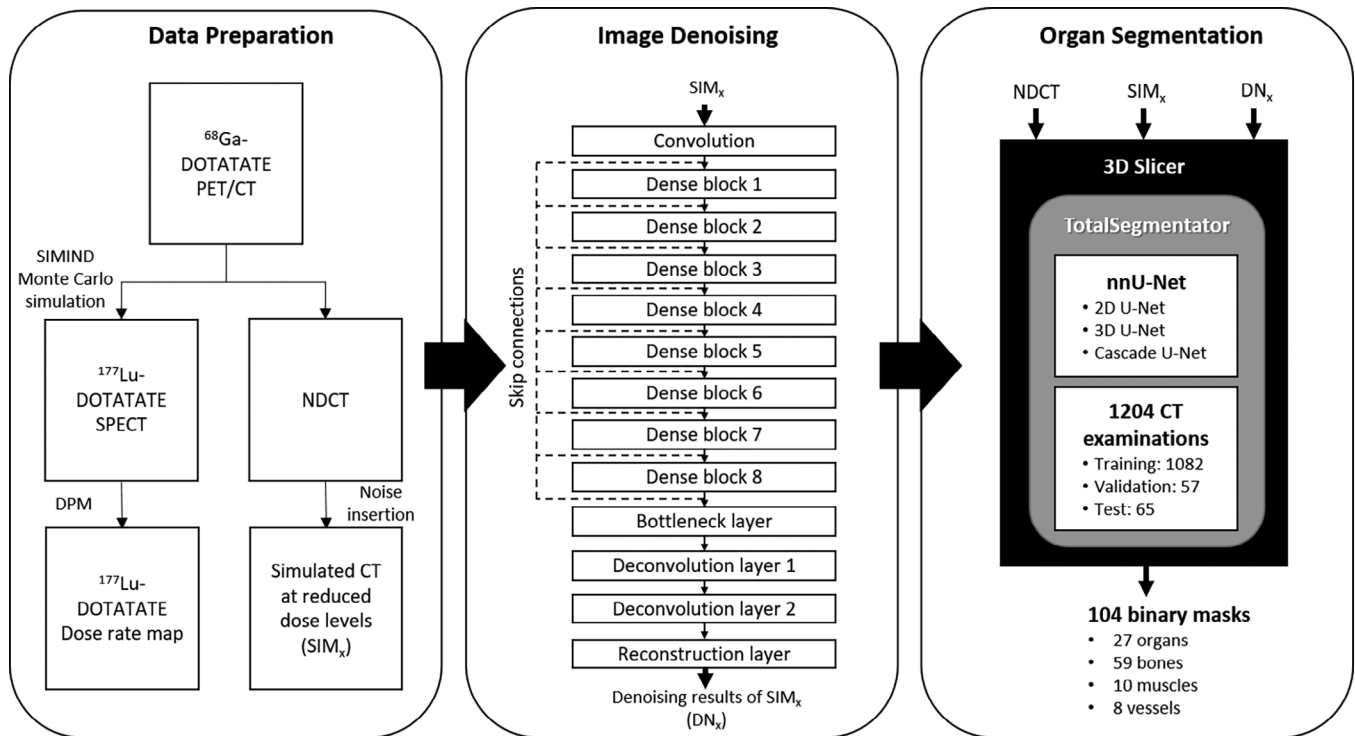 Data Preparation
⁶⁸Ga-
DOTATATE
PET/CT
SIMIND
Monte Carlo
simulation
¹⁷⁷Lu-
DOTATATE
SPECT
NDCT
DPM
Noise
insertion
¹⁷⁷Lu-
DOTATATE
Dose rate map
Simulated CT
at reduced
dose levels
(SIMₓ)
Image Denoising
SIMₓ
Convolution
Dense block 1
Dense block 2
Dense block 3
Dense block 4
Dense block 5
Dense block 6
Dense block 7
Dense block 8
Skip connections
Bottleneck layer
Deconvolution layer 1
Deconvolution layer 2
Reconstruction layer
Denoising results of SIMₓ
(DNₓ)
Organ Segmentation
NDCT SIMₓ DNₓ
3D Slicer
TotalSegmentator
nnU-Net
• 2D U-Net
• 3D U-Net
• Cascade U-Net
1204 CT
examinations
• Training: 1082
• Validation: 57
• Test: 65
104 binary masks
• 27 organs
• 59 bones
• 10 muscles
• 8 vessels